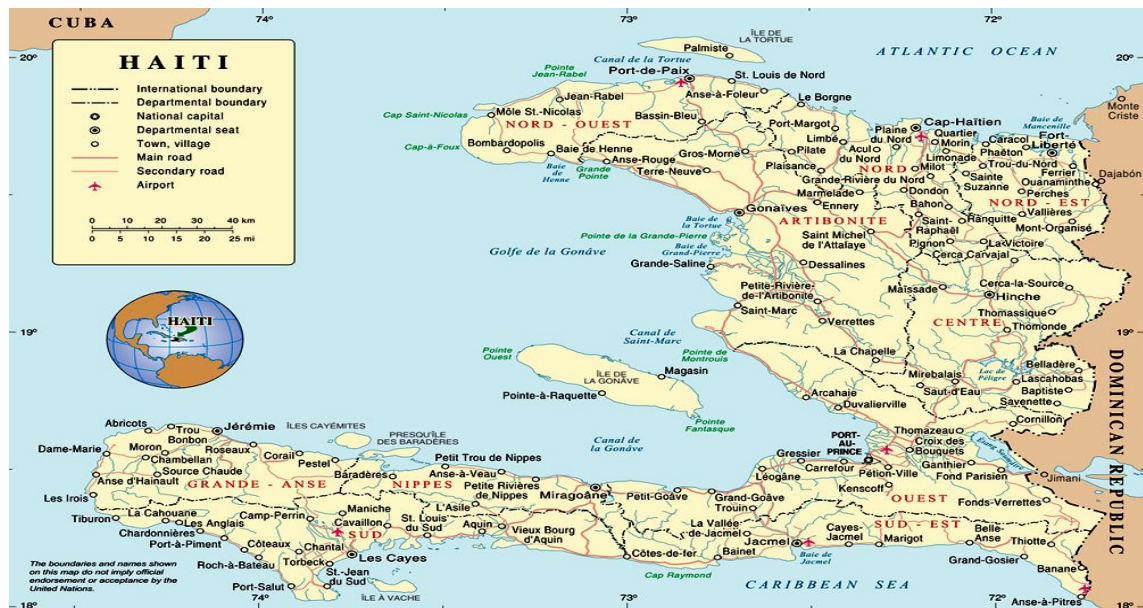 CUBA
74°
73°
72°
20°
HAITI
International boundary
Departmental boundary
National capital
Departmental seat
Town, village
Main road
Secondary road
Airport
0 10 20 30 40 km
0 5 10 15 20 25 mi
ÎLE DE
LA TORTUE
Palmiste
Canal de la Tortue
ATLANTIC OCEAN
20°
Pointe
Jean-Rabel
Port-de-Paix
St. Louis de Nord
Jean-Rabel
Anse-à-Foleur
Le Borgne
Monte
Criste
Cap Saint-Nicolas
Môle St.-Nicolas
NORD - OUEST
Bassin-Bleu
Port-Margot
Cap-Haïtien
Baie de
Mancenille
Plaine
du Nord
Quartier
Morin
Caracol
Fort-
Liberté
Limbé
Acul du
Nord
Limonade
Phaëton
Trou-du-Nord
Cap-à-Foux
Bombardopolis
Baie de Henne
Anse-Rouge
Gros-Morne
Pilate
Plaisance
NORD
Milot
Sainte
Suzanne
Ferrier
Ouanaminthe
Dajabón
Baie
de
Henne
Grande
Pointe
Terre-Neuve
Grande Rivière du Nord
Marmelade
Dondon
Perches
NORD - EST
Ennery
Bahon
Vallières
Gonaïves
ARTIBONITE
Saint-
Raphaël
Ranquitte
Mont-Organisé
Baie de
la Tortue
Pointe de la Grande-Pierre
Baie de
Grand-Pierre
Saint Michel
de l'Attalaye
Pignon
La Victoire
Cerca Carvajal
Golfe de la Gonâve
Grande-Saline
Dessalines
Petite-Rivière-
de-l'Artibonite
Maïssade
Cerca-la-Source
Hinche
HAITI
Saint-Marc
Verrettes
Thomassique
CENTRE
Thomonde
19°
19°
Canal de
Saint-Marc
Pointe
Ouest
Pointe de
Montrouis
La Chapelle
Belladère
Lac de
Péligre
Lascahobas
ÎLE DE
LA GONÂVE
Magasin
Mirebalais
Saut-d'Eau
Baptiste
Savenette
Pointe-à-Raquette
Arcahaie
Duvalierville
Pointe
Fantasque
Cornillon
DOMINICAN REPUBLIC
Abricots
Trou
Bonbon
Jérémie
ÎLES CAYÉMITES
PRESQU'ÎLE
DES BARADÈRES
Canal de
la Gonâve
PORT-
AU-
PRINCE
Thomazeau
Croix des
Bouquets
Etang Saumâtre
Dame-Marie
Moron
Chambellan
Roseaux
Corail
Pestel
Petit Trou de Nippes
Gressier
Carrefour
Pétion-Ville
Ganthier
Fond Parisien
Jimani
Anse d'Hainault
Source Chaude
Baradères
Anse-à-Veau
Petite Rivières
de Nippes
Miragoâne
Léogâne
Kenscoff
GRANDE - ANSE
NIPPES
Petit-Goâve
Grand-Goâve
Trouin
OUEST
Fonds-Verrettes
Les Irois
Maniche
L'Asile
Tiburon
La Cahouane
Les Anglais
Camp-Perrin
Cavaillon
St. Louis
du Sud
Aquin
Vieux Bourg
d'Aquin
La Vallée
de-Jacmel
SUD - EST
Cayes-
Jacmel
Belle-
Anse
Chardonnières
Port-à-Piment
Côteaux
SUD
Jacmel
Marigot
Thiotte
Roch-à-Bateau
Chantal
Torbeck
Les Cayes
Côtes-de-fer
Bainet
Baie de
Jacmel
Grand-Gosier
Banane
Port-Salut
St.-Jean
du Sud
ÎLE À VACHE
Cap Raymond
CARIBBEAN SEA
Anse-à-Pitres
The boundaries and names shown
on this map do not imply official
endorsement or acceptance by the
United Nations.
18°
74°
73°
72°
18°